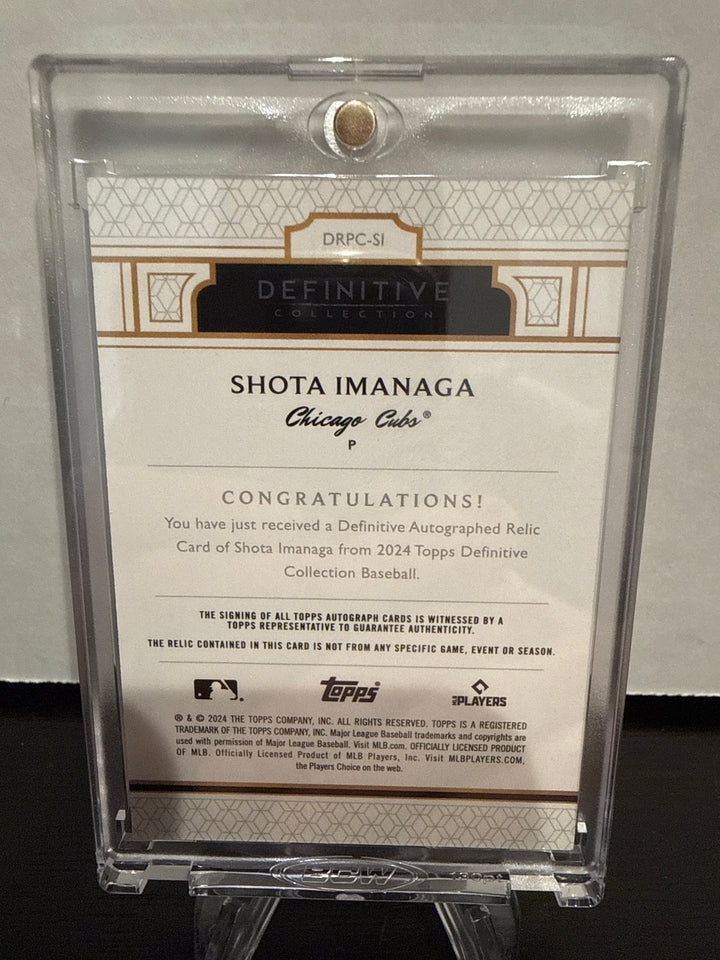 DRPC-SI
DEFINITIVE
COLLECTION
SHOTA IMANAGA
Chicago Cubs®
P
CONGRATULATIONS!
You have just received a Definitive Autographed Relic
Card of Shota Imanaga from 2024 Topps Definitive
Collection Baseball.
THE SIGNING OF ALL TOPPS AUTOGRAPH CARDS IS WITNESSED BY A
TOPPS REPRESENTATIVE TO GUARANTEE AUTHENTICITY.
THE RELIC CONTAINED IN THIS CARD IS NOT FROM ANY SPECIFIC GAME, EVENT OR SEASON.
Topps
MLB PLAYERS
® & © 2024 THE TOPPS COMPANY, INC. ALL RIGHTS RESERVED. TOPPS IS A REGISTERED
TRADEMARK OF THE TOPPS COMPANY, INC. Major League Baseball trademarks and copyrights are
used with permission of Major League Baseball. Visit MLB.com. OFFICIALLY LICENSED PRODUCT
OF MLB. Officially Licensed Product of MLB Players, Inc. Visit MLBPLAYERS.COM,
the Players Choice on the web.
BCW